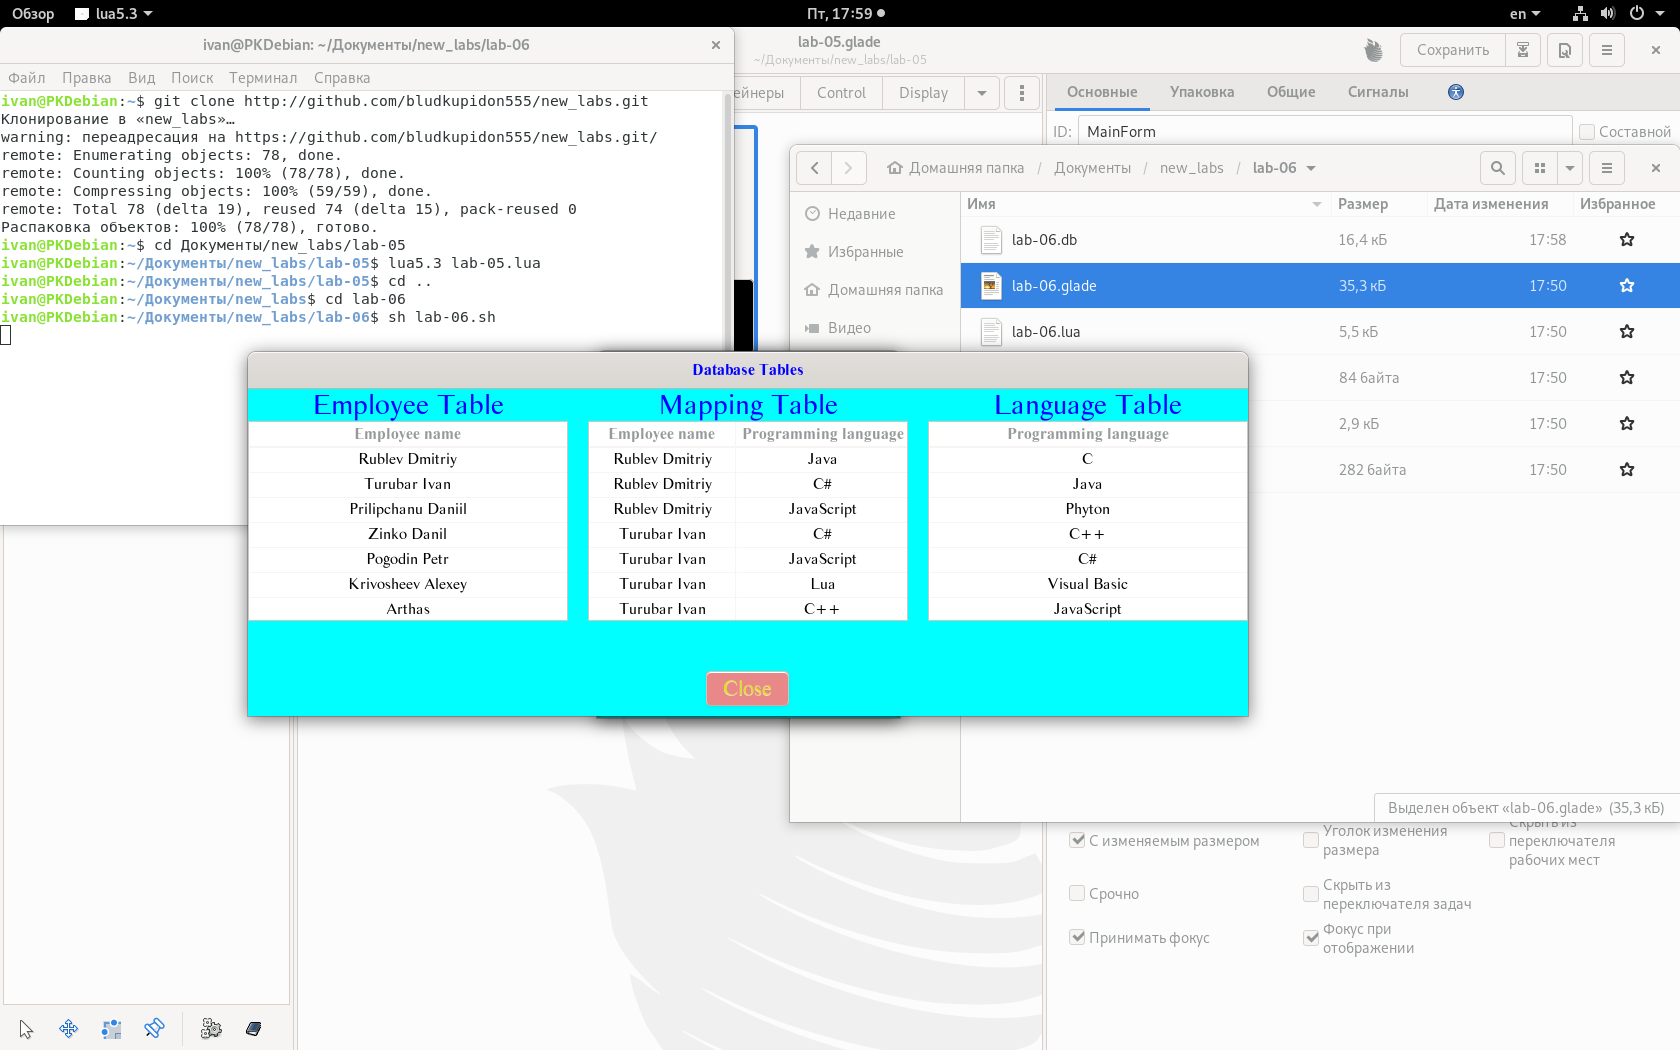 Обзор
lua5.3
Пт, 17:59
en
ivan@PKDebian: ~/Документы/new_labs/lab-06
Файл Правка Вид Поиск Терминал Справка
ivan@PKDebian:~$ git clone http://github.com/bludkupidon555/new_labs.git
Клонирование в «new_labs»…
warning: переадресация на https://github.com/bludkupidon555/new_labs.git/
remote: Enumerating objects: 78, done.
remote: Counting objects: 100% (78/78), done.
remote: Compressing objects: 100% (59/59), done.
remote: Total 78 (delta 19), reused 74 (delta 15), pack-reused 0
Распаковка объектов: 100% (78/78), готово.
ivan@PKDebian:~$ cd Документы/new_labs/lab-05
ivan@PKDebian:~/Документы/new_labs/lab-05$ lua5.3 lab-05.lua
ivan@PKDebian:~/Документы/new_labs/lab-05$ cd ..
ivan@PKDebian:~/Документы/new_labs$ cd lab-06
ivan@PKDebian:~/Документы/new_labs/lab-06$ sh lab-06.sh
lab-05.glade
~/Документы/new_labs/lab-05
Сохранить
ейнеры Control Display
Основные Упаковка Общие Сигналы
ID: MainForm Составной
Домашняя папка / Документы / new_labs / lab-06
Недавние
Избранные
Домашняя папка
Видео
Имя Размер Дата изменения Избранное
lab-06.db 16,4 кБ 17:58
lab-06.glade 35,3 кБ 17:50
lab-06.lua 5,5 кБ 17:50
84 байта 17:50
2,9 кБ 17:50
282 байта 17:50
Выделен объект «lab-06.glade» (35,3 кБ)
Database Tables
Employee Table
Employee name
Rublev Dmitriy
Turubar Ivan
Prilipchanu Daniil
Zinko Danil
Pogodin Petr
Krivosheev Alexey
Arthas
Mapping Table
Employee name Programming language
Rublev Dmitriy Java
Rublev Dmitriy C#
Rublev Dmitriy JavaScript
Turubar Ivan C#
Turubar Ivan JavaScript
Turubar Ivan Lua
Turubar Ivan C++
Language Table
Programming language
C
Java
Phyton
C++
C#
Visual Basic
JavaScript
Close
С изменяемым размером
Уголок изменения
размера
Скрыть из
переключателя
рабочих мест
Срочно
Скрыть из
переключателя задач
Принимать фокус
Фокус при
отображении